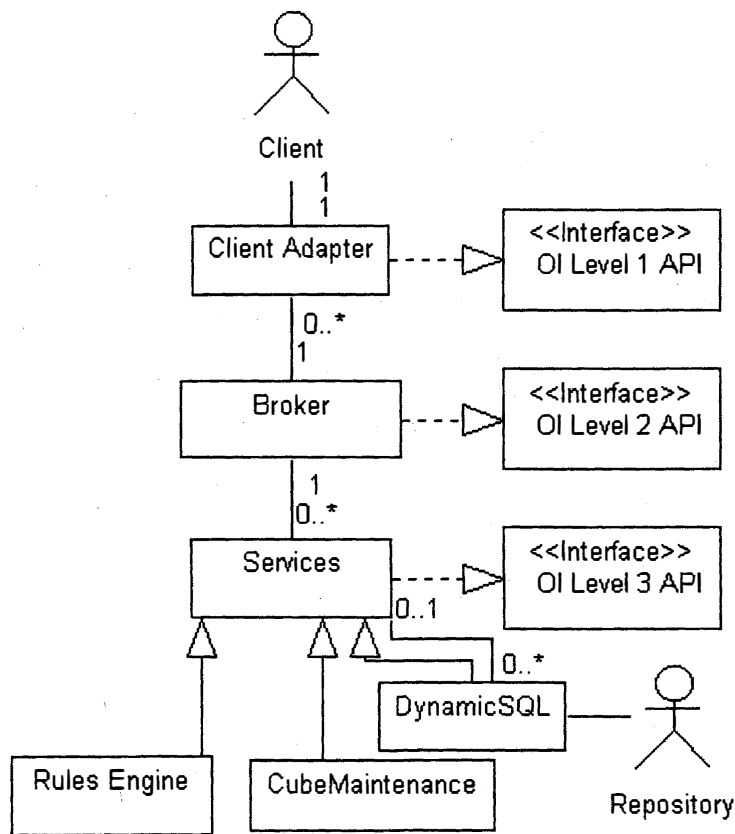 Client
1
1
Client Adapter
<<Interface>>
OI Level 1 API
0..*
1
Broker
<<Interface>>
OI Level 2 API
1
0..*
Services
<<Interface>>
OI Level 3 API
0..1
0..*
DynamicSQL
Rules Engine
CubeMaintenance
Repository